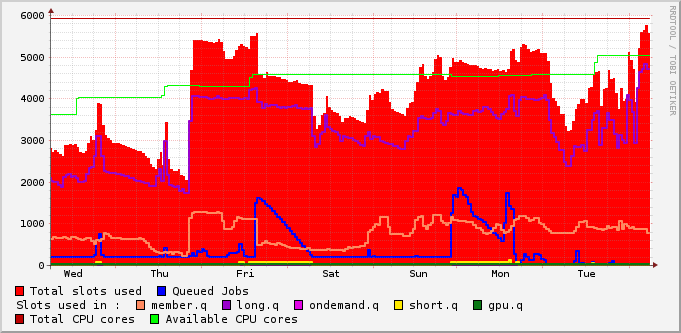 RRDTOOL / TOBI OETIKER
6000
5000
4000
3000
2000
1000
0
Wed Thu Fri Sat Sun Mon Tue
Total slots used Queued Jobs
Slots used in : member.q long.q ondemand.q short.q gpu.q
Total CPU cores Available CPU cores